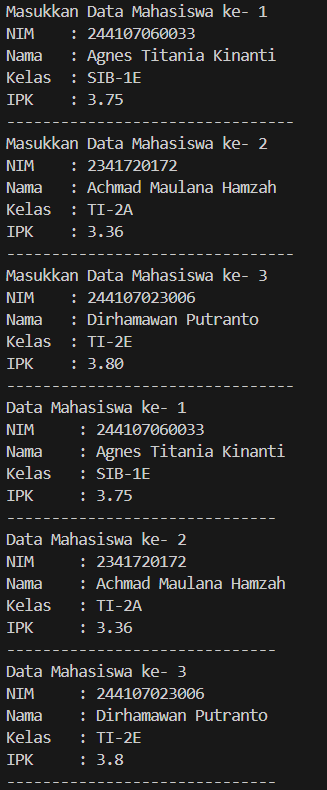 Masukkan Data Mahasiswa ke- 1
NIM    : 244107060033
Nama   : Agnes Titania Kinanti
Kelas  : SIB-1E
IPK    : 3.75
--------------------------------
Masukkan Data Mahasiswa ke- 2
NIM    : 2341720172
Nama   : Achmad Maulana Hamzah
Kelas  : TI-2A
IPK    : 3.36
--------------------------------
Masukkan Data Mahasiswa ke- 3
NIM    : 244107023006
Nama   : Dirhamawan Putranto
Kelas  : TI-2E
IPK    : 3.80
--------------------------------
Data Mahasiswa ke- 1
NIM     : 244107060033
Nama    : Agnes Titania Kinanti
Kelas   : SIB-1E
IPK     : 3.75
------------------------------
Data Mahasiswa ke- 2
NIM     : 2341720172
Nama    : Achmad Maulana Hamzah
Kelas   : TI-2A
IPK     : 3.36
------------------------------
Data Mahasiswa ke- 3
NIM     : 244107023006
Nama    : Dirhamawan Putranto
Kelas   : TI-2E
IPK     : 3.8
------------------------------